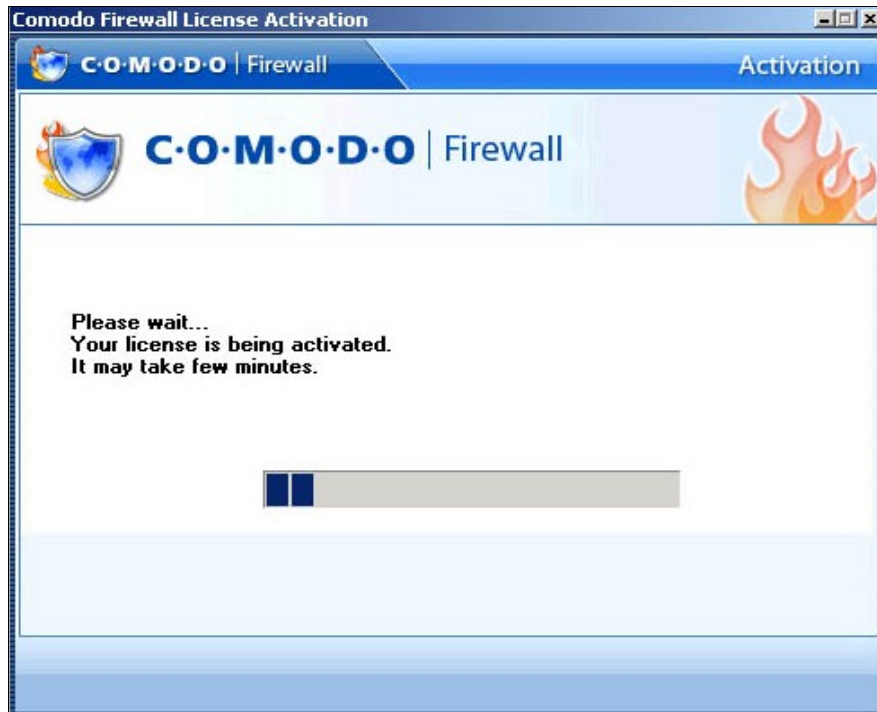 Comodo Firewall License Activation
C·O·M·O·D·O | Firewall
Activation
C·O·M·O·D·O | Firewall
Please wait...
Your license is being activated.
It may take few minutes.